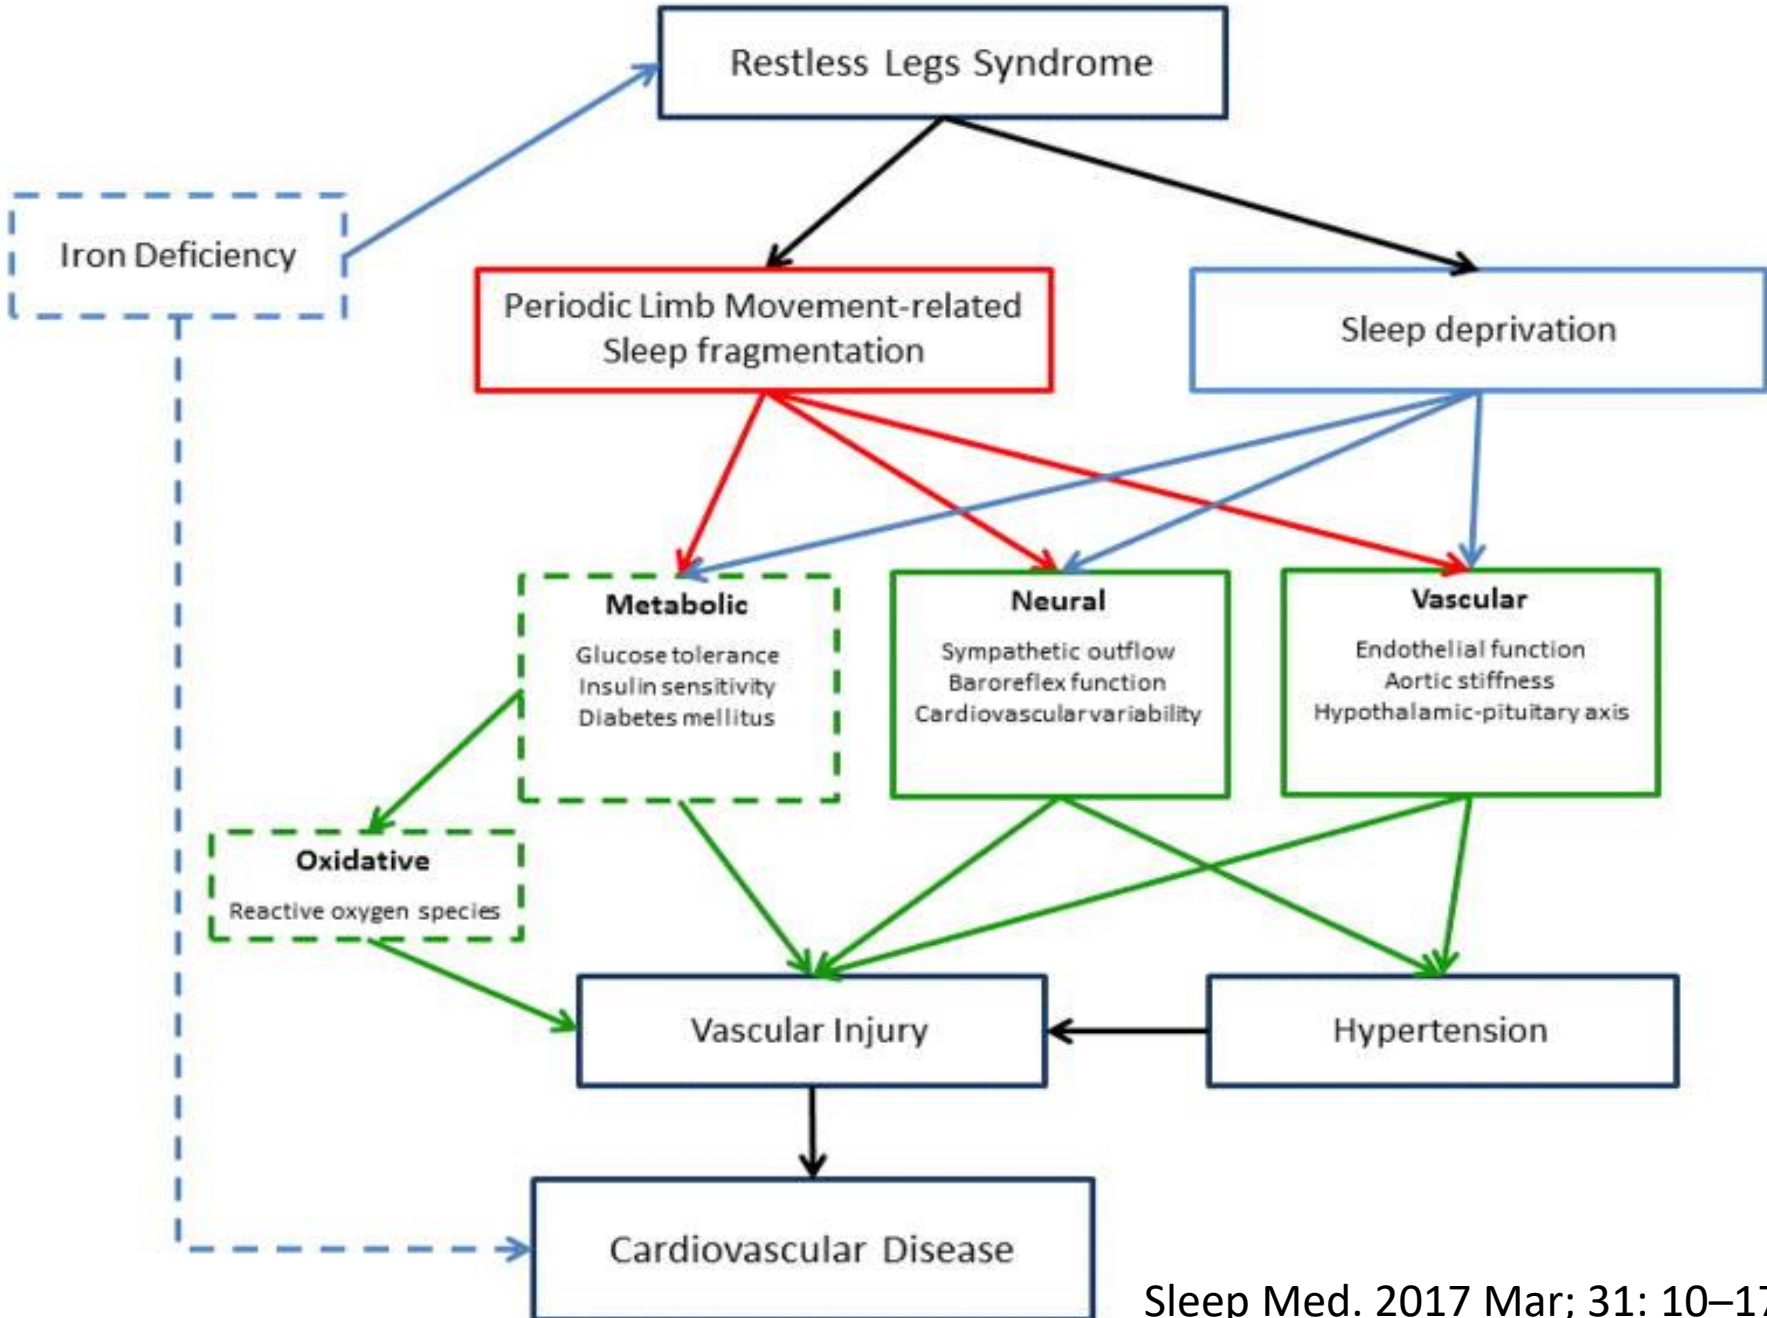 Restless Legs Syndrome
Iron Deficiency
Periodic Limb Movement-related
Sleep fragmentation
Sleep deprivation
Metabolic
Glucose tolerance
Insulin sensitivity
Diabetes mellitus
Neural
Sympathetic outflow
Baroreflex function
Cardiovascular variability
Vascular
Endothelial function
Aortic stiffness
Hypothalamic-pituitary axis
Oxidative
Reactive oxygen species
Vascular Injury
Hypertension
Cardiovascular Disease
Sleep Med. 2017 Mar; 31: 10–17